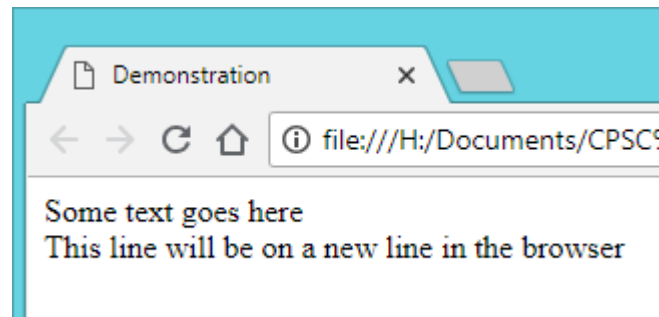 Demonstration
file:///H:/Documents/CPSC
Some text goes here
This line will be on a new line in the browser